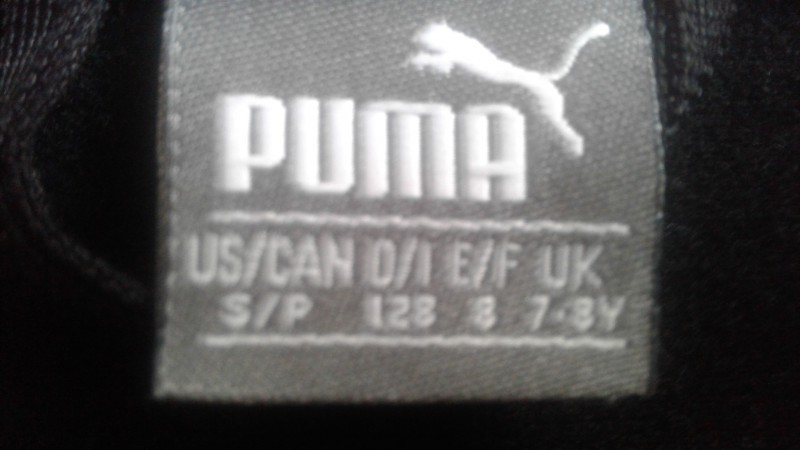 PUMA
US/CAN D/I E/F UK
S/P 128 8 7-8Y